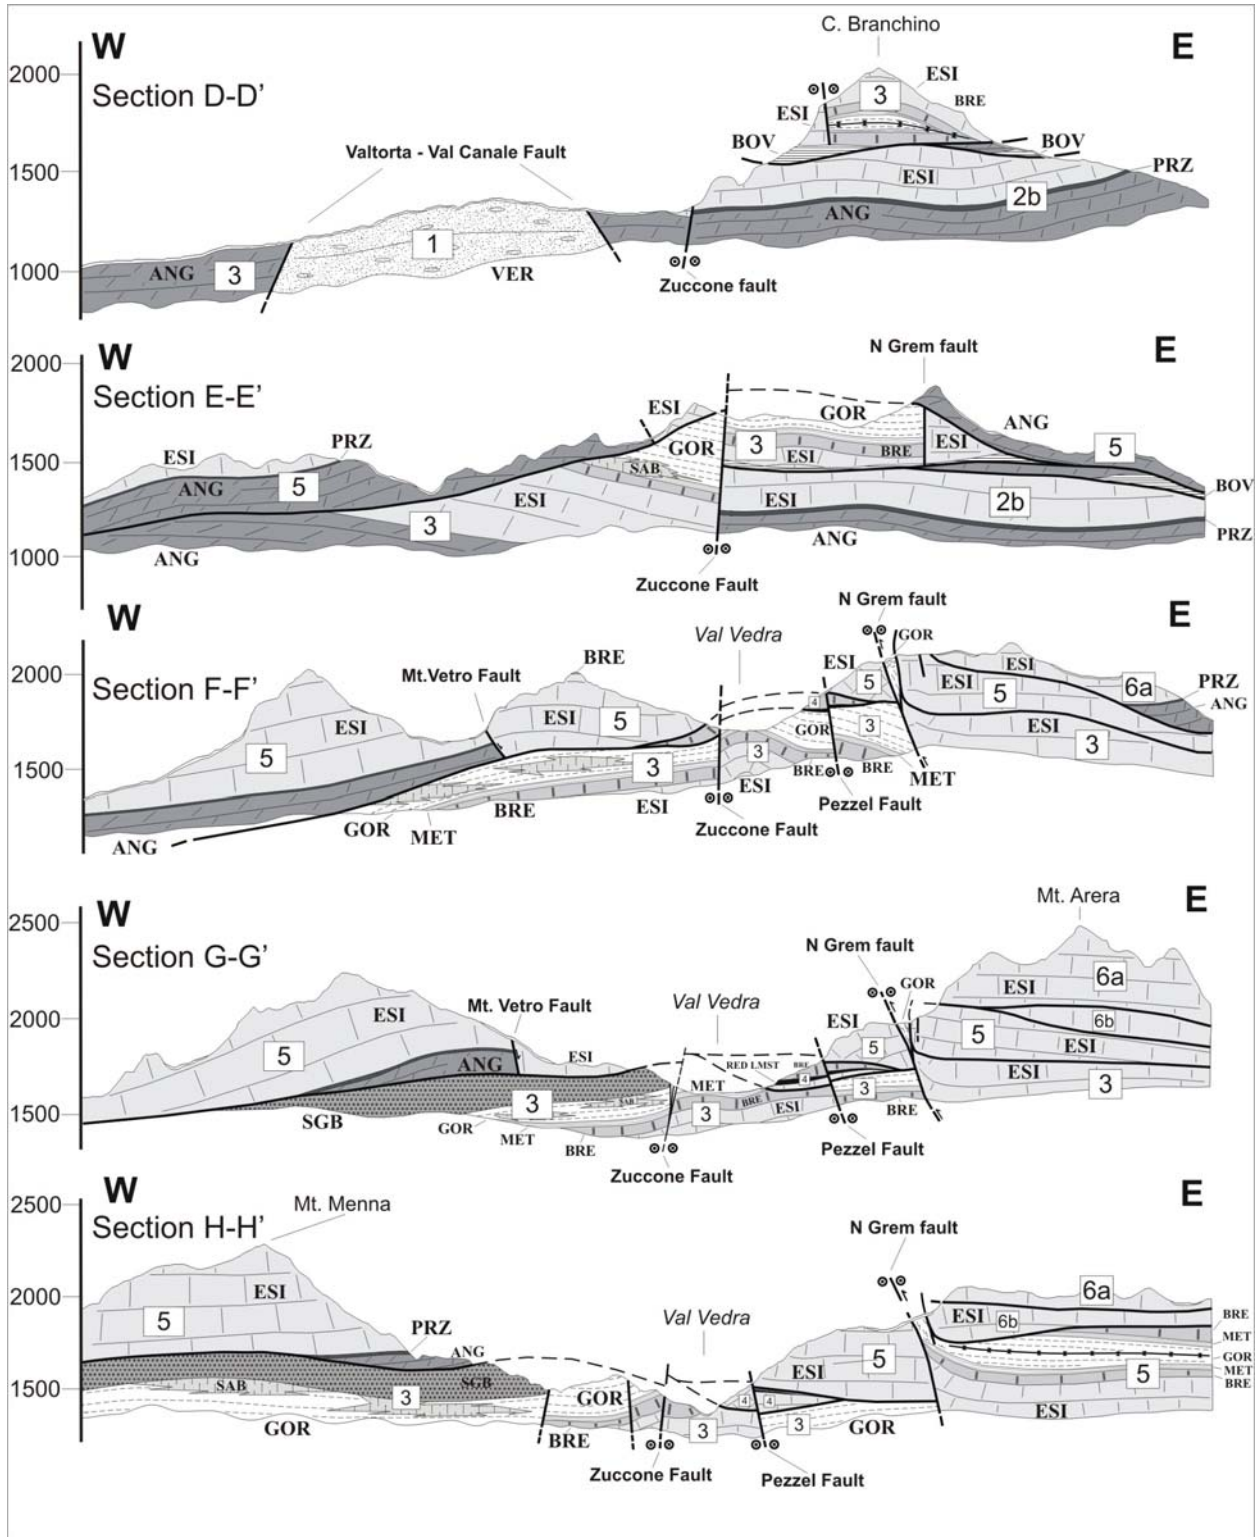 C. Branchino
W
E
2000
Section D-D'
3
ESI
BRE
ESI
BOV
BOV
Valtorta - Val Canale Fault
1500
PRZ
ESI
2b
ANG
1
1000
ANG
3
VER
Zuccone fault
W
E
N Grem fault
2000
Section E-E'
ESI
GOR
ANG
PRZ
GOR
3
ESI
5
ESI
BRE
1500
ANG
5
SAB
ESI
BOV
ESI
ESI
2b
3
PRZ
1000
ANG
ANG
Zuccone Fault
W
E
N Grem fault
Val Vedra
GOR
2000
BRE
ESI
ESI
Section F-F'
Mt.Vetro Fault
5
ESI
5
6a
PRZ
ANG
4
ESI
ESI
5
3
ESI
5
GOR
3
3
3
1500
BRE
BRE
MET
ESI
BRE
ESI
Pezzel Fault
GOR
MET
Zuccone Fault
ANG
Mt. Arera
W
E
2500
Section G-G'
N Grem fault
6a
ESI
GOR
Val Vedra
2000
ESI
Mt. Vetro Fault
ESI
6b
5
5
ESI
5
ANG
ESI
RED LMST
BRE
4
ESI
MET
3
3
3
SAB
3
BRE
ESI
1500
SGB
GOR
MET
BRE
BRE
Pezzel Fault
Zuccone Fault
W
Mt. Menna
E
2500
Section H-H'
N Grem fault
2000
ESI
6a
Val Vedra
5
ESI
6b
BRE
PRZ
MET
ANG
ESI
5
GOR
SGB
MET
1500
SAB
3
GOR
4
4
5
BRE
3
3
GOR
ESI
GOR
BRE
Zuccone Fault
Pezzel Fault